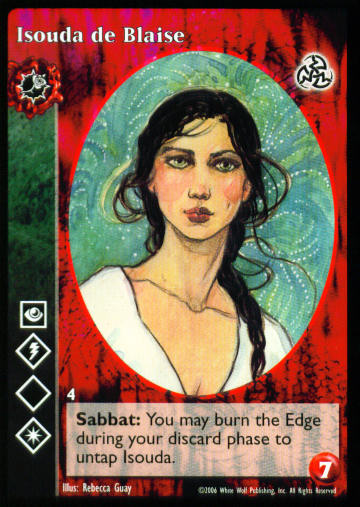 Isouda de Blaise
4
Sabbat: You may burn the Edge
during your discard phase to
untap Isouda.
7
Illus: Rebecca Guay
©2006 White Wolf Publishing, Inc. All Rights Reserved.